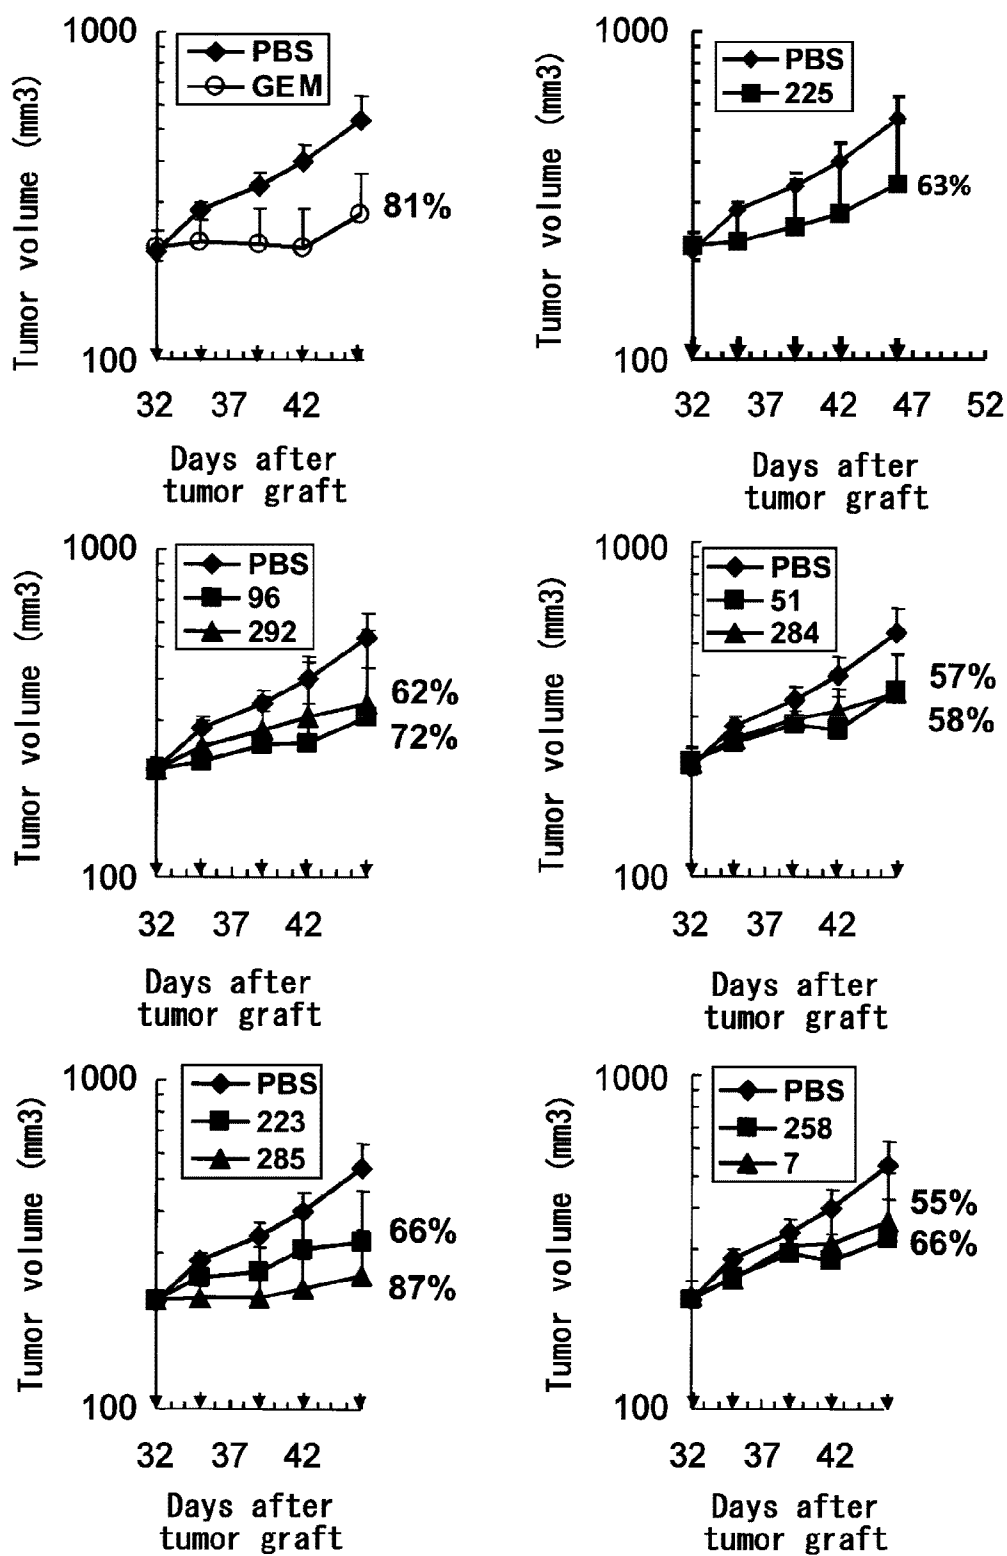 1000
PBS
GEM
Tumor volume (mm3)
81%
100
32 37 42
Days after
tumor graft
1000
PBS
225
Tumor volume (mm3)
63%
100
32 37 42 47 52
Days after
tumor graft
1000
PBS
96
292
Tumor volume (mm3)
62%
72%
100
32 37 42
Days after
tumor graft
1000
PBS
51
284
Tumor volume (mm3)
57%
58%
100
32 37 42
Days after
tumor graft
1000
PBS
223
285
Tumor volume (mm3)
66%
87%
100
32 37 42
Days after
tumor graft
1000
PBS
258
7
Tumor volume (mm3)
55%
66%
100
32 37 42
Days after
tumor graft